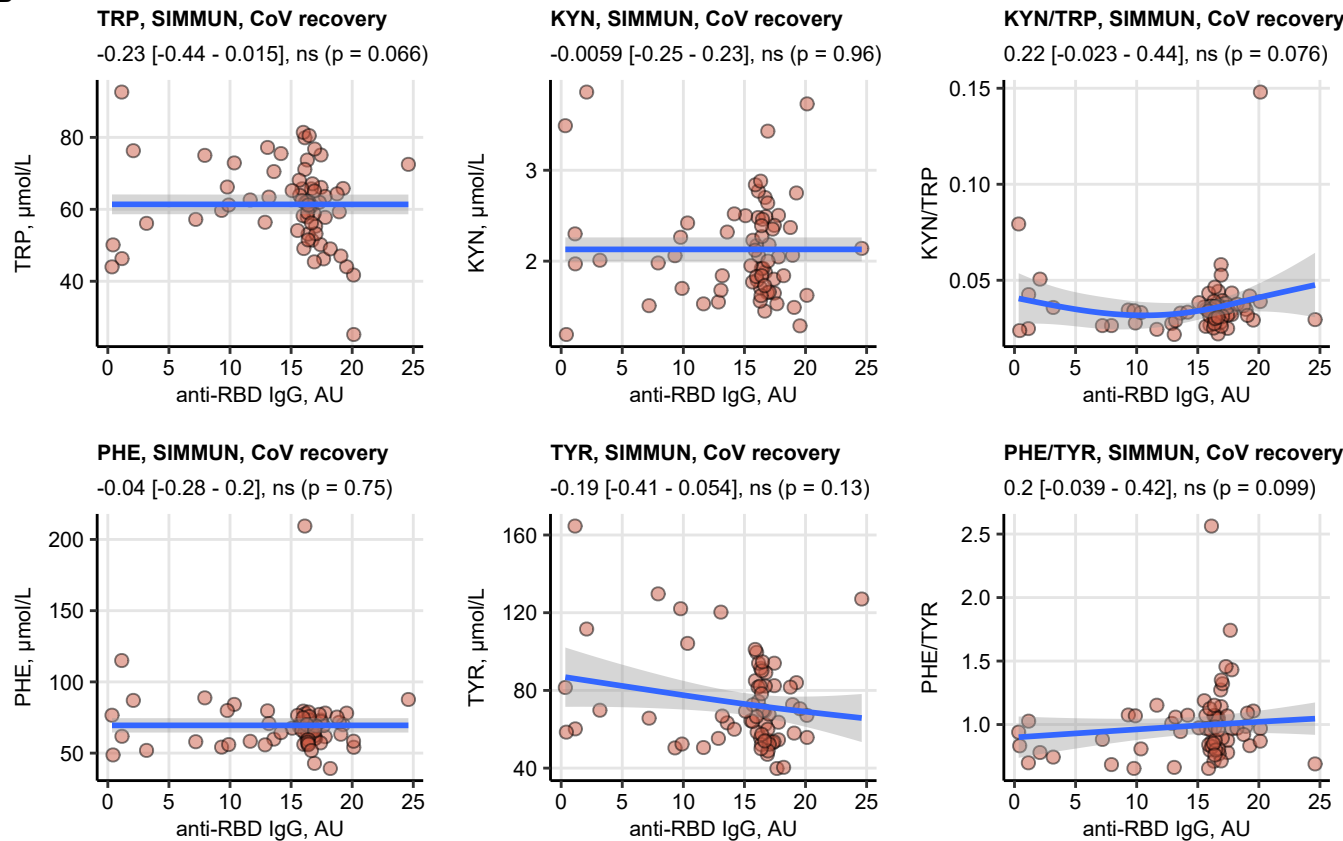 TRP, SIMMUN, CoV recovery
-0.23 [-0.44 - 0.015], ns (p = 0.066)
TRP, µmol/L
80
60
40
0 5 10 15 20 25
anti-RBD IgG, AU
KYN, SIMMUN, CoV recovery
-0.0059 [-0.25 - 0.23], ns (p = 0.96)
KYN, µmol/L
3
2
0 5 10 15 20 25
anti-RBD IgG, AU
KYN/TRP, SIMMUN, CoV recovery
0.22 [-0.023 - 0.44], ns (p = 0.076)
KYN/TRP
0.15
0.10
0.05
0 5 10 15 20 25
anti-RBD IgG, AU
PHE, SIMMUN, CoV recovery
-0.04 [-0.28 - 0.2], ns (p = 0.75)
PHE, µmol/L
200
150
100
50
0 5 10 15 20 25
anti-RBD IgG, AU
TYR, SIMMUN, CoV recovery
-0.19 [-0.41 - 0.054], ns (p = 0.13)
TYR, µmol/L
160
120
80
40
0 5 10 15 20 25
anti-RBD IgG, AU
PHE/TYR, SIMMUN, CoV recovery
0.2 [-0.039 - 0.42], ns (p = 0.099)
PHE/TYR
2.5
2.0
1.5
1.0
0 5 10 15 20 25
anti-RBD IgG, AU